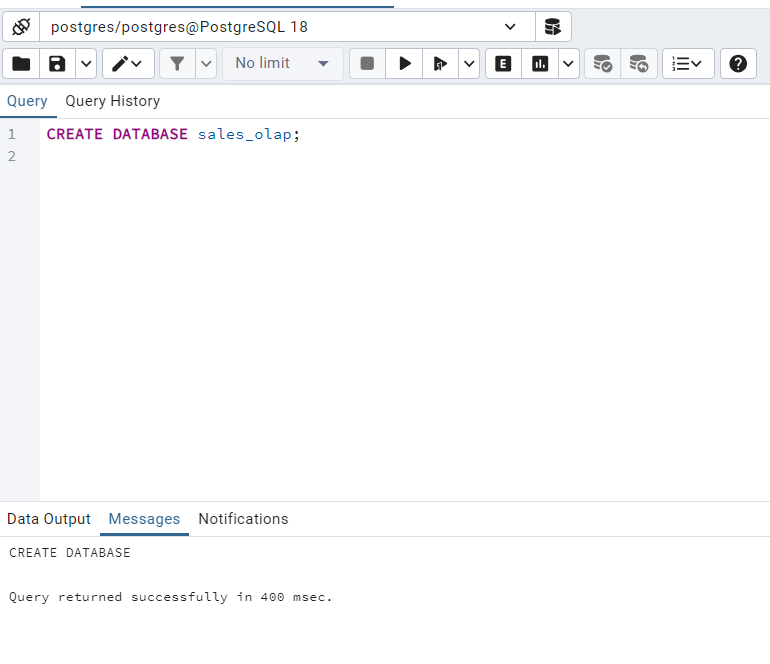 postgres/postgres@PostgreSQL 18
No limit
E
Query Query History
1 CREATE DATABASE sales_olap;
2
Data Output Messages Notifications
CREATE DATABASE
Query returned successfully in 400 msec.